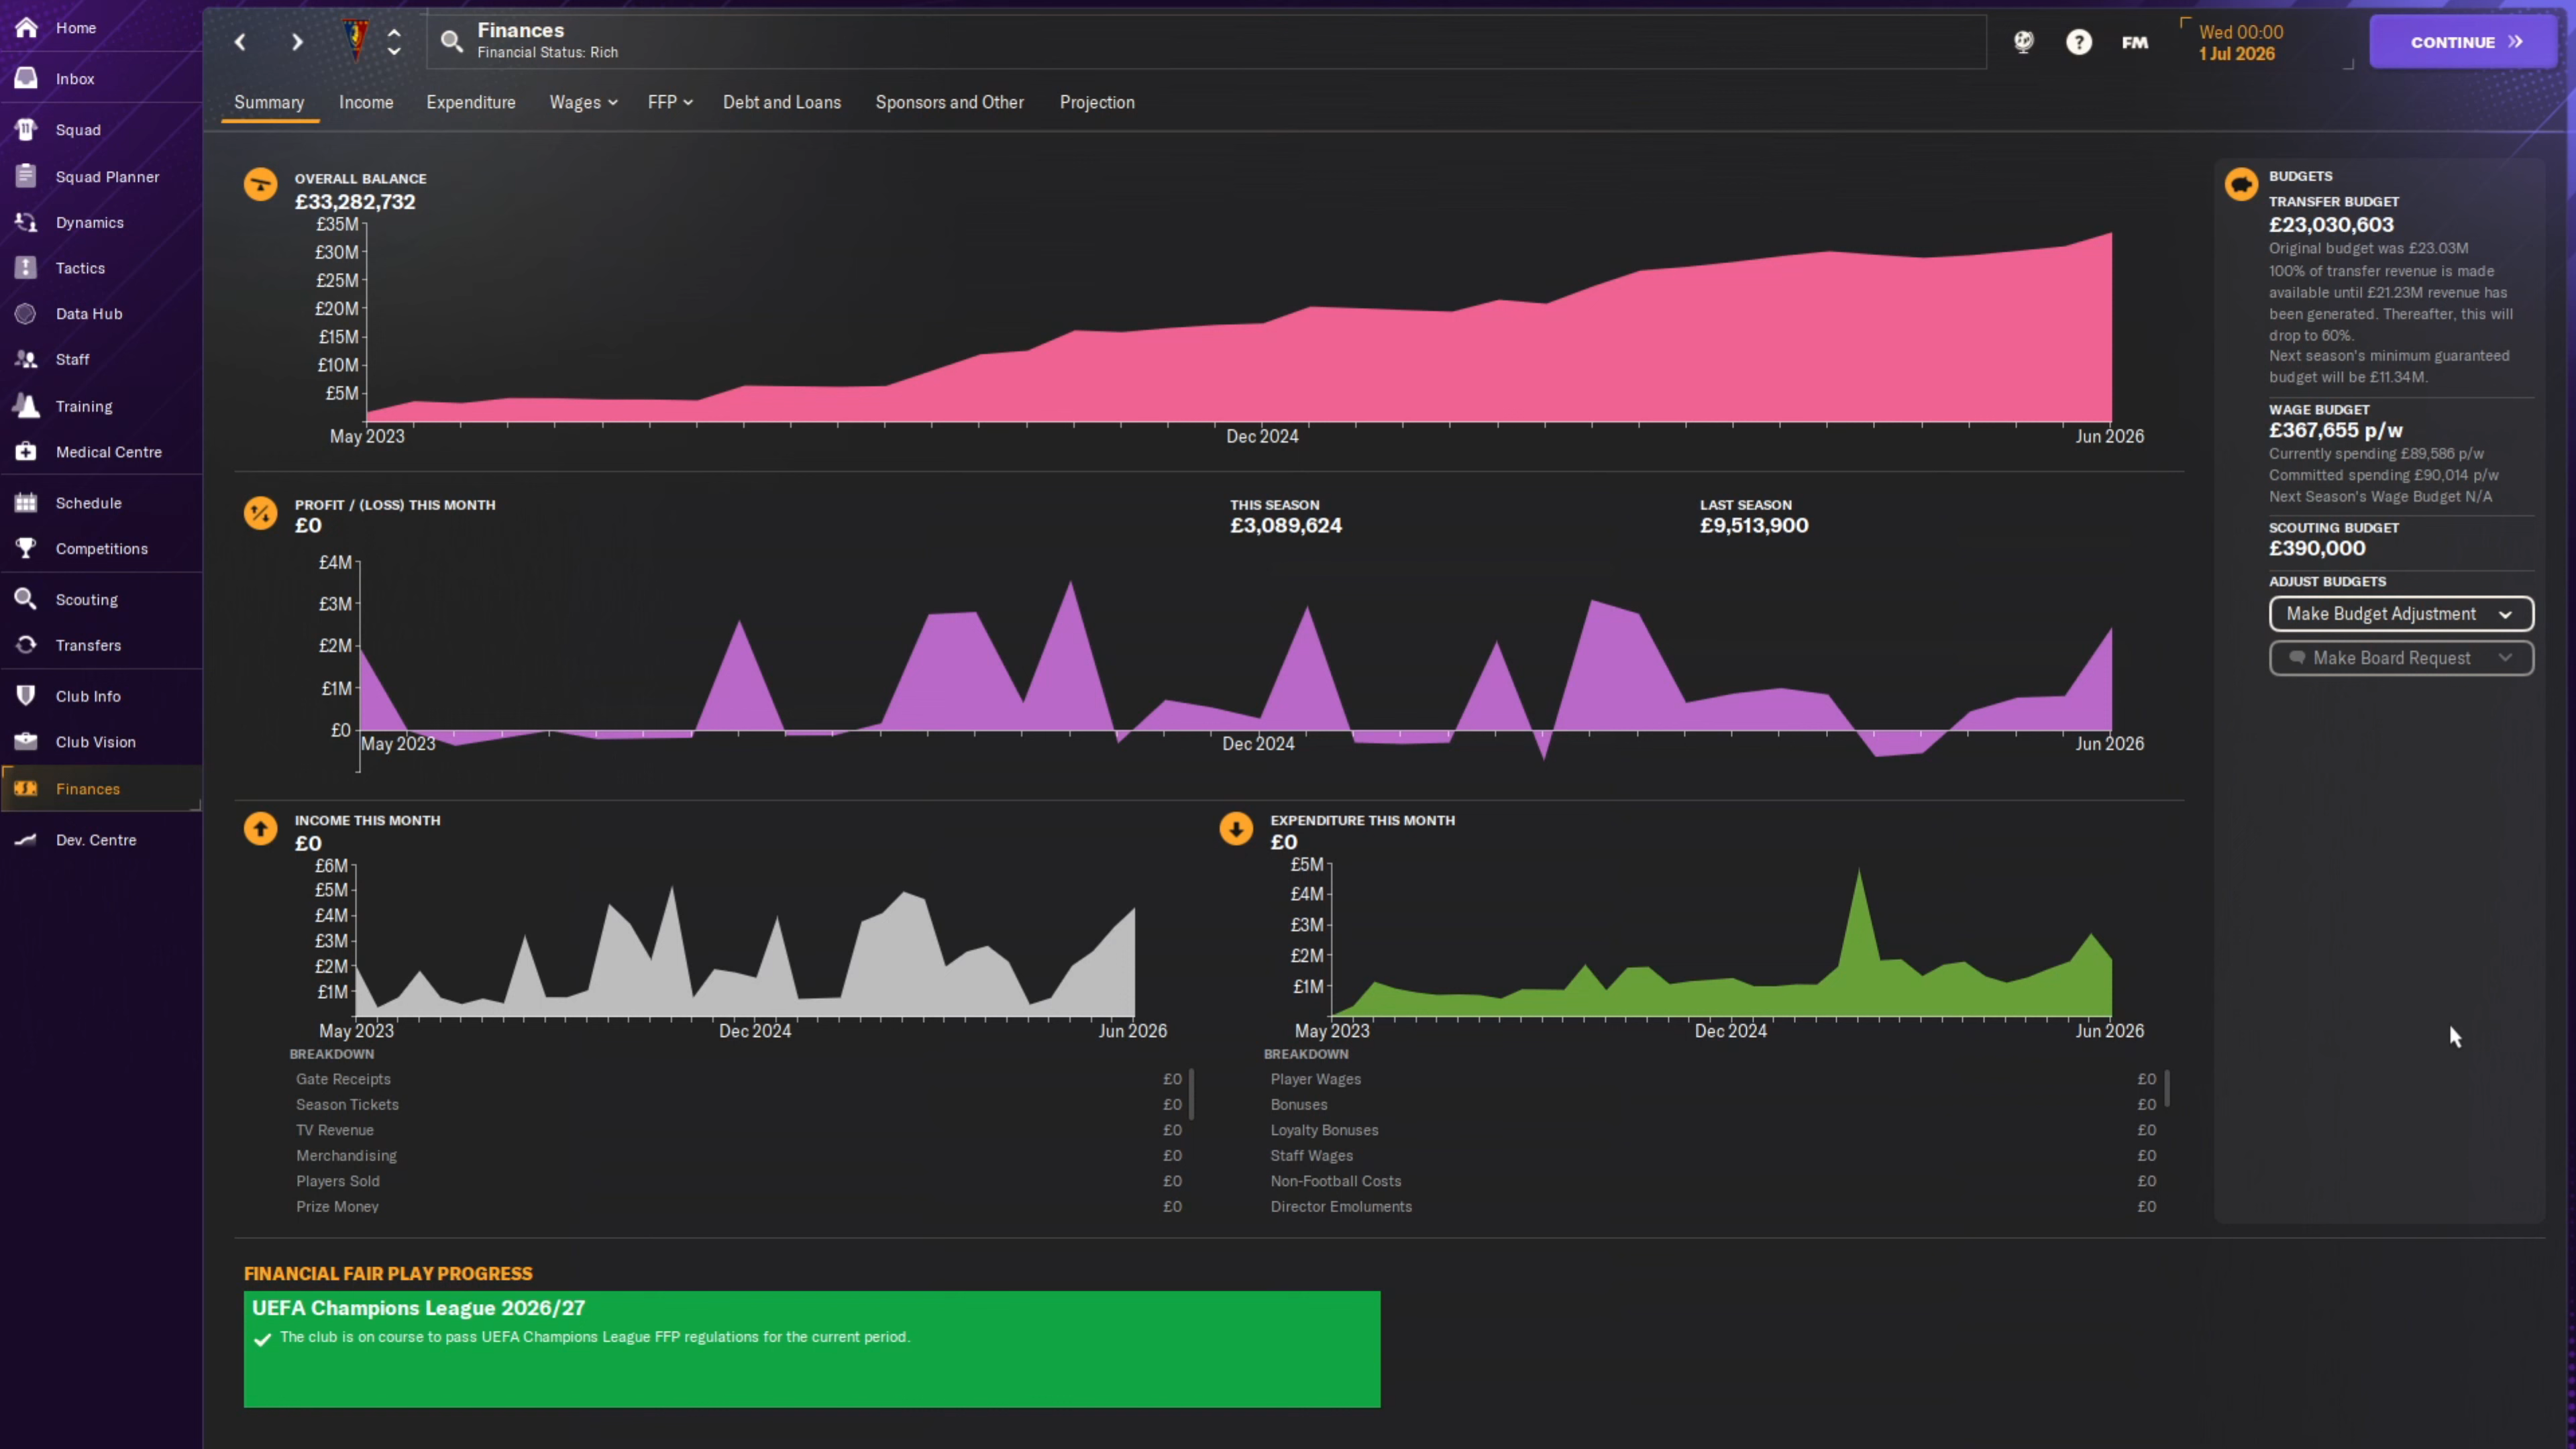 Home
Inbox
Squad
Squad Planner
Dynamics
Tactics
Data Hub
Staff
Training
Medical Centre
Schedule
Competitions
Scouting
Transfers
Club Info
Club Vision
Finances
Dev. Centre
Finances
Financial Status: Rich
?
FM
Wed 00:00
1 Jul 2026
CONTINUE
Summary Income Expenditure Wages FFP Debt and Loans Sponsors and Other Projection
OVERALL BALANCE
£33,282,732
£35M
£30M
£25M
£20M
£15M
£10M
£5M
May 2023 Dec 2024 Jun 2026
PROFIT / (LOSS) THIS MONTH
£0
THIS SEASON
£3,089,624
LAST SEASON
£9,513,900
£4M
£3M
£2M
£1M
£0
May 2023 Dec 2024 Jun 2026
INCOME THIS MONTH
£0
£6M
£5M
£4M
£3M
£2M
£1M
May 2023 Dec 2024 Jun 2026
BREAKDOWN
Gate Receipts £0
Season Tickets £0
TV Revenue £0
Merchandising £0
Players Sold £0
Prize Money £0
EXPENDITURE THIS MONTH
£0
£5M
£4M
£3M
£2M
£1M
May 2023 Dec 2024 Jun 2026
BREAKDOWN
Player Wages £0
Bonuses £0
Loyalty Bonuses £0
Staff Wages £0
Non-Football Costs £0
Director Emoluments £0
FINANCIAL FAIR PLAY PROGRESS
UEFA Champions League 2026/27
The club is on course to pass UEFA Champions League FFP regulations for the current period.
BUDGETS
TRANSFER BUDGET
£23,030,603
Original budget was £23.03M
100% of transfer revenue is made
available until £21.23M revenue has
been generated. Thereafter, this will
drop to 60%.
Next season's minimum guaranteed
budget will be £11.34M.
WAGE BUDGET
£367,655 p/w
Currently spending £89,586 p/w
Committed spending £90,014 p/w
Next Season's Wage Budget N/A
SCOUTING BUDGET
£390,000
ADJUST BUDGETS
Make Budget Adjustment
Make Board Request